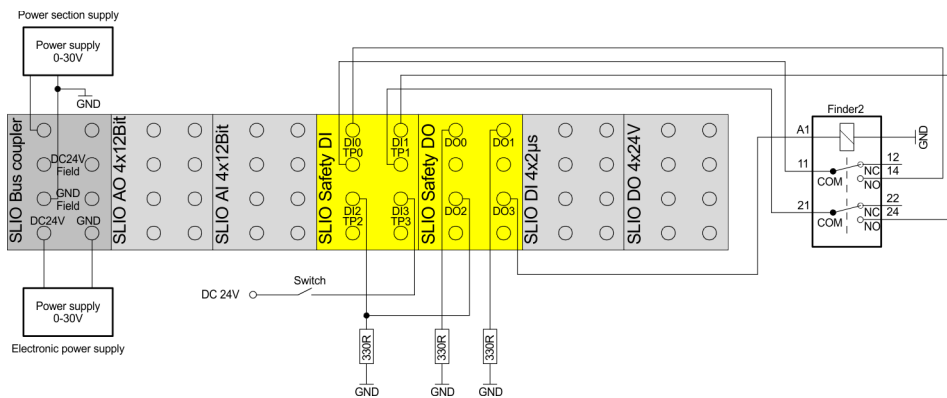 Power section supply
Power supply
0-30V
GND
SLIO Bus coupler
DC24V
Field
GND
Field
DC24V
GND
SLIO AO 4x12Bit
SLIO AI 4x12Bit
SLIO Safety DI
DI0
TP0
DI1
TP1
DI2
TP2
DI3
TP3
SLIO Safety DO
DO0
DO1
DO2
DO3
SLIO DI 4x2µs
SLIO DO 4x24V
Finder2
A1
GND
11
COM
12
NC
14
NO
21
COM
22
NC
24
NO
Power supply
0-30V
Electronic power supply
DC 24V
Switch
330R
330R
330R
GND
GND
GND